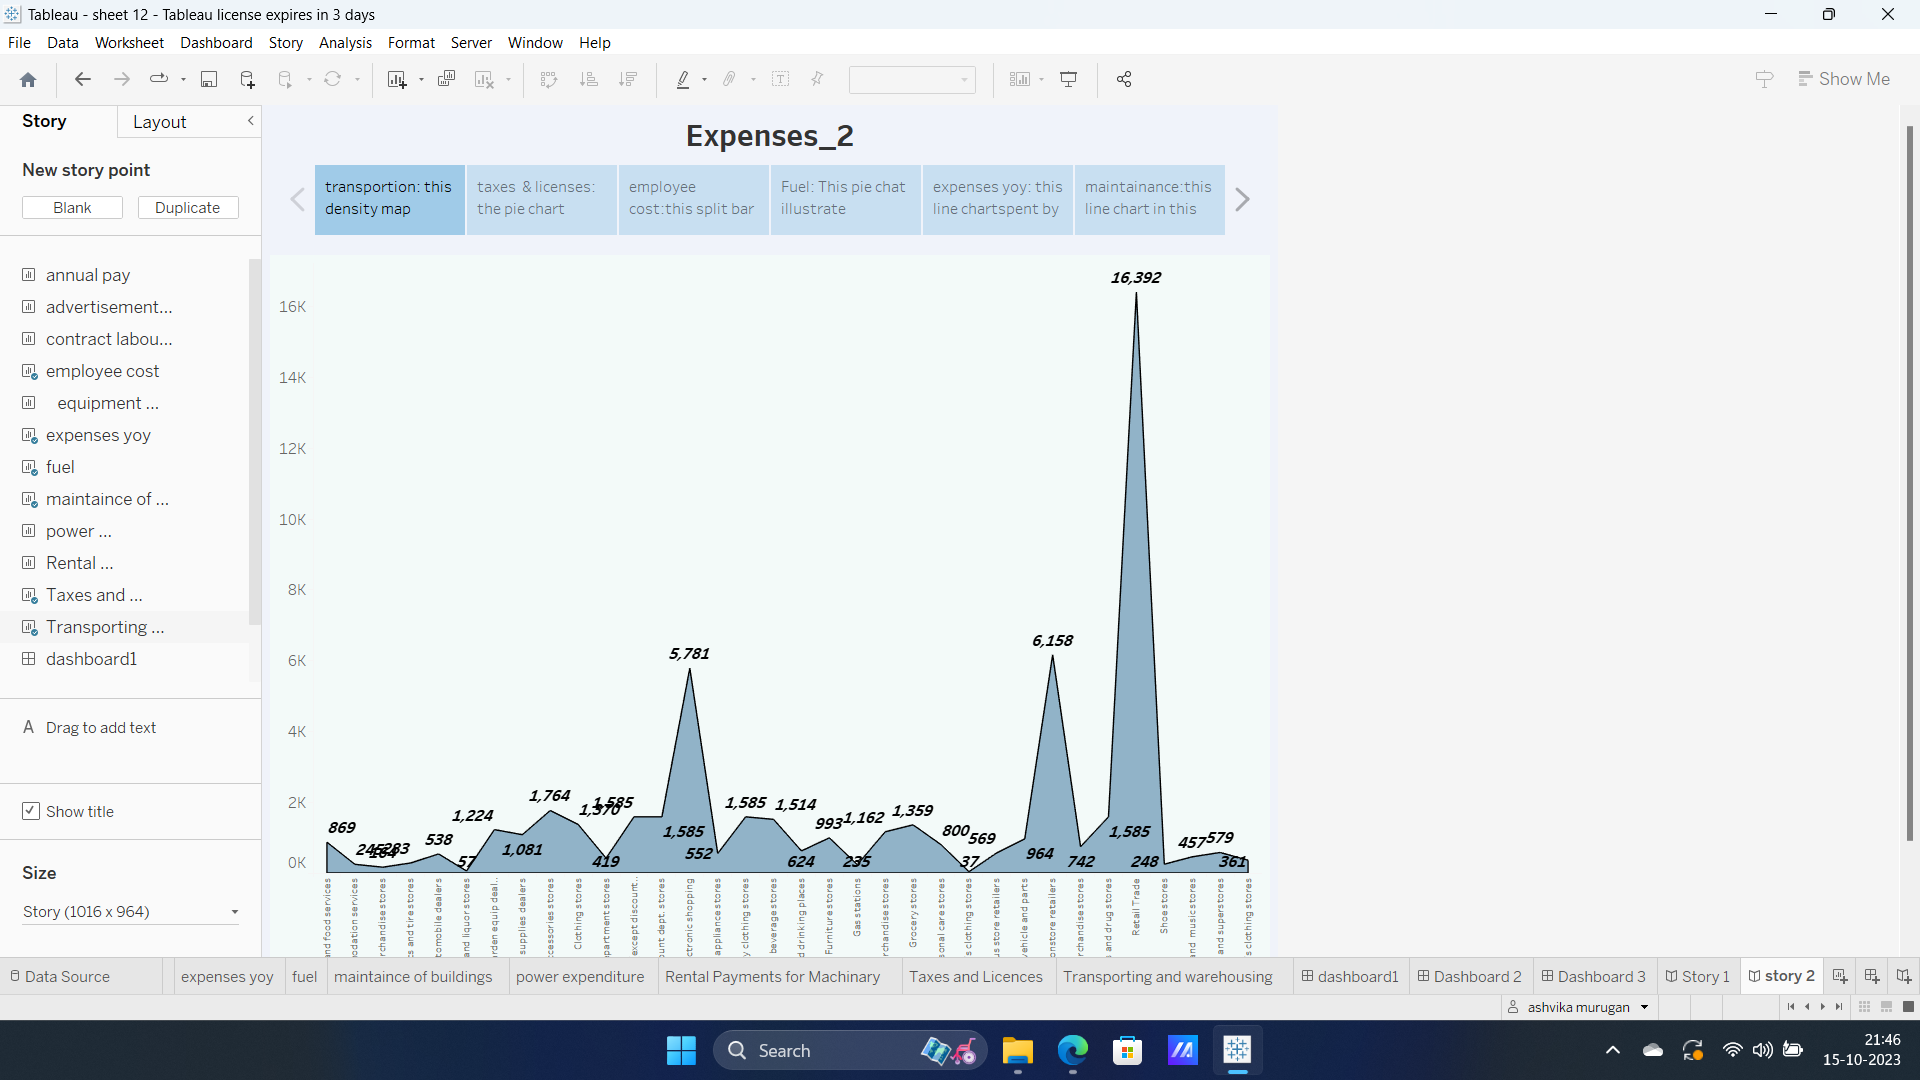 Tableau - sheet 12 - Tableau license expires in 3 days
File Data Worksheet Dashboard Story Analysis Format Server Window Help
Show Me
Story Layout
New story point
Blank Duplicate
annual pay
advertisement...
contract labou...
employee cost
equipment ...
expenses yoy
fuel
maintaince of ...
power ...
Rental ...
Taxes and ...
Transporting ...
dashboard1
A Drag to add text
Show title
Size
Story (1016 x 964)
Expenses_2
transportion: this
density map
taxes & licenses:
the pie chart
employee
cost:this split bar
Fuel: This pie chat
illustrate
expenses yoy: this
line chartspent by
maintainance:this
line chart in this
16K
14K
12K
10K
8K
6K
4K
2K
0K
869
245
164
283
538
57
1,224
1,081
1,764
1,370
419
1,585
1,585
5,781
552
1,585
1,514
624
993
235
1,162
1,359
800
37
569
964
6,158
742
1,585
16,392
248
457
579
361
and food services
odation services
rchandise stores
s and tire stores
tomobile dealers
and liquor stores
rden equip deal..
supplies dealers
ccessories stores
Clothing stores
partment stores
except discount..
unt dept. stores
ctronic shopping
appliance stores
y clothing stores
beverage stores
d drinking places
Furniture stores
Gas stations
rchandise stores
Grocery stores
sonal care stores
s clothing stores
us store retailers
vehicle and parts
onstore retailers
erchandise stores
and drug stores
Retail Trade
Shoe stores
and music stores
and superstores
s clothing stores
Data Source expenses yoy fuel maintaince of buildings power expenditure Rental Payments for Machinery Taxes and Licences Transporting and warehousing dashboard1 Dashboard 2 Dashboard 3 Story 1 story 2
ashvika murugan
Search
21:46
15-10-2023